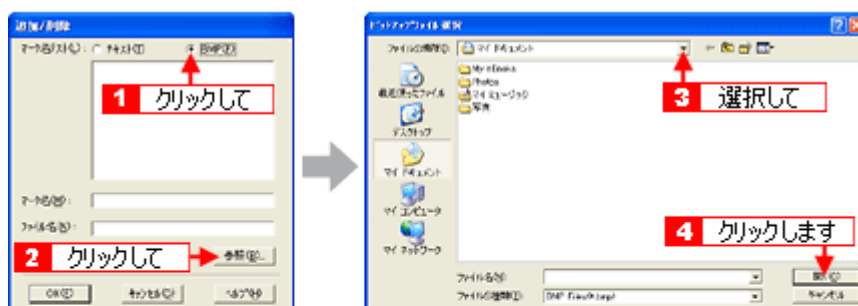 追加/削除
マーク名リスト(L): テキスト(T) BMP(P)
1 クリックして
マーク名(M):
ファイル名(N):
2 クリックして
参照(B)...
OK(O) キャンセル(C) ヘルプ(H)
ビットマップファイル選択
ファイルの場所(I): マイ ドキュメント
最近使ったファイル
デスクトップ
マイ ドキュメント
マイ コンピュータ
マイ ネットワーク
My eBooks
Photos
マイ ミュージック
写真
3 選択して
4 クリックします
ファイル名(N):
開く(O)
ファイルの種類(T): BMP Files(*.bmp)
キャンセル